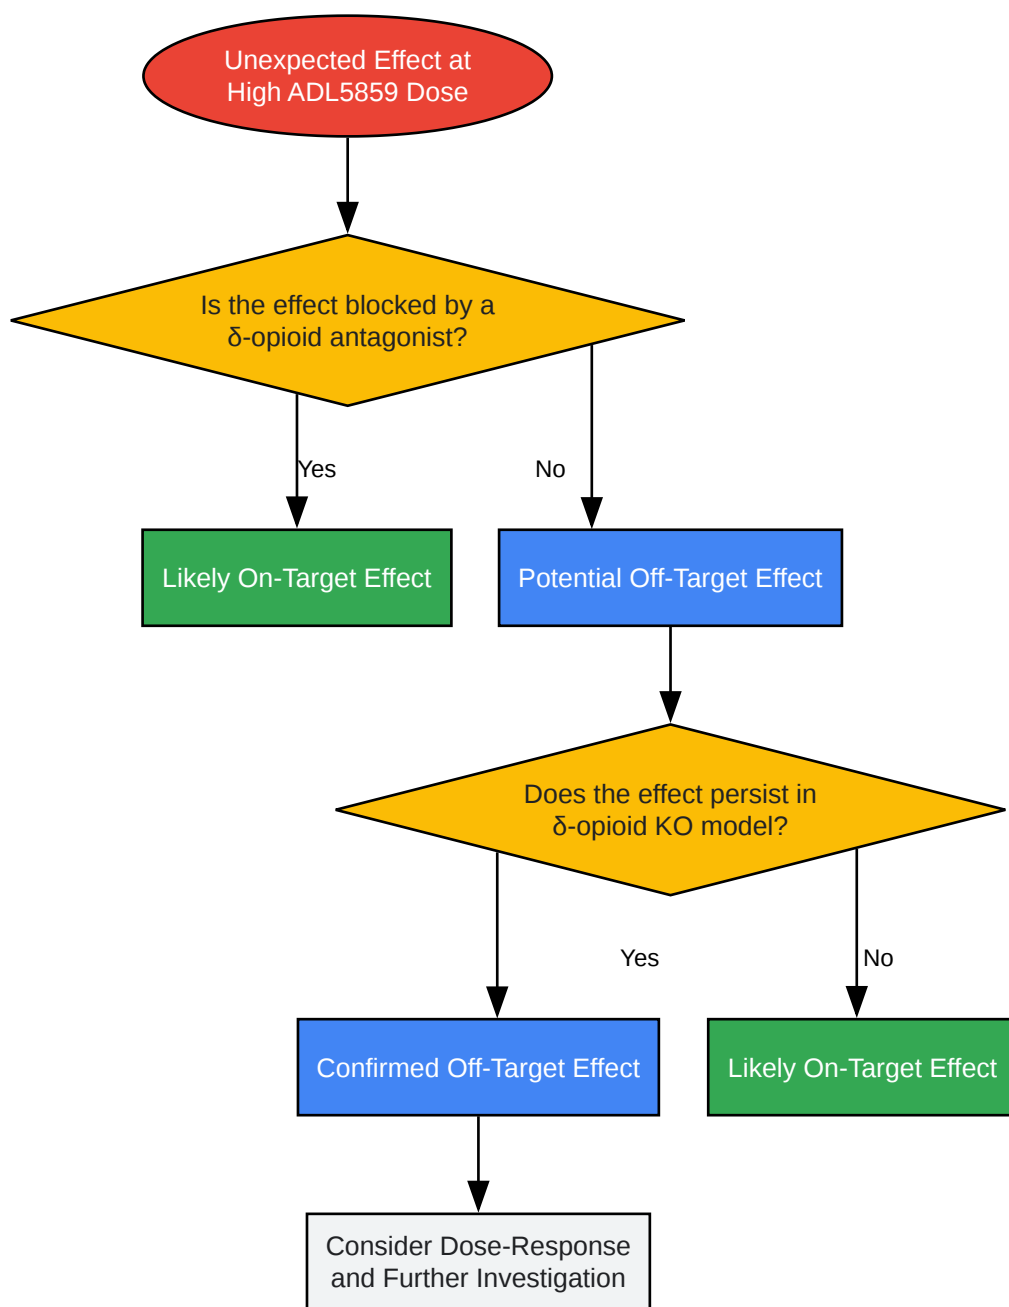 Unexpected Effect at
High ADL5859 Dose
Is the effect blocked by a
δ-opioid antagonist?
Yes
No
Likely On-Target Effect
Potential Off-Target Effect
Does the effect persist in
δ-opioid KO model?
Yes
No
Confirmed Off-Target Effect
Likely On-Target Effect
Consider Dose-Response
and Further Investigation